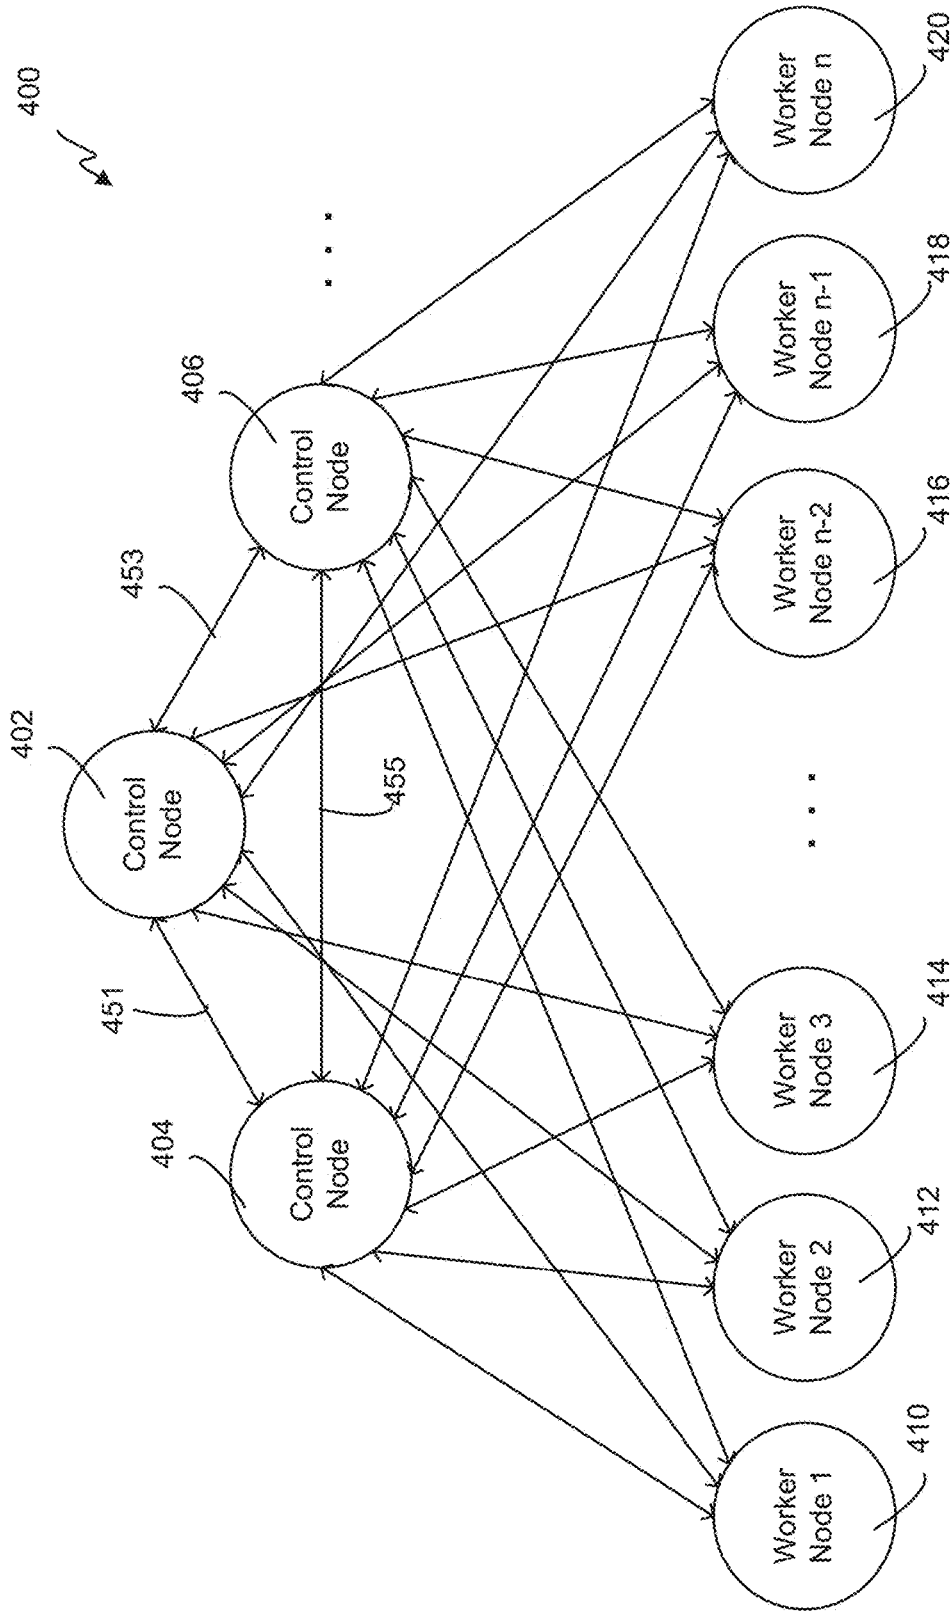 400
402
Control
Node
451
453
404
Control
Node
406
Control
Node
455
. . .
Worker
Node 1
Worker
Node 2
Worker
Node 3
. . .
Worker
Node n-2
Worker
Node n-1
Worker
Node n
410
412
414
416
418
420